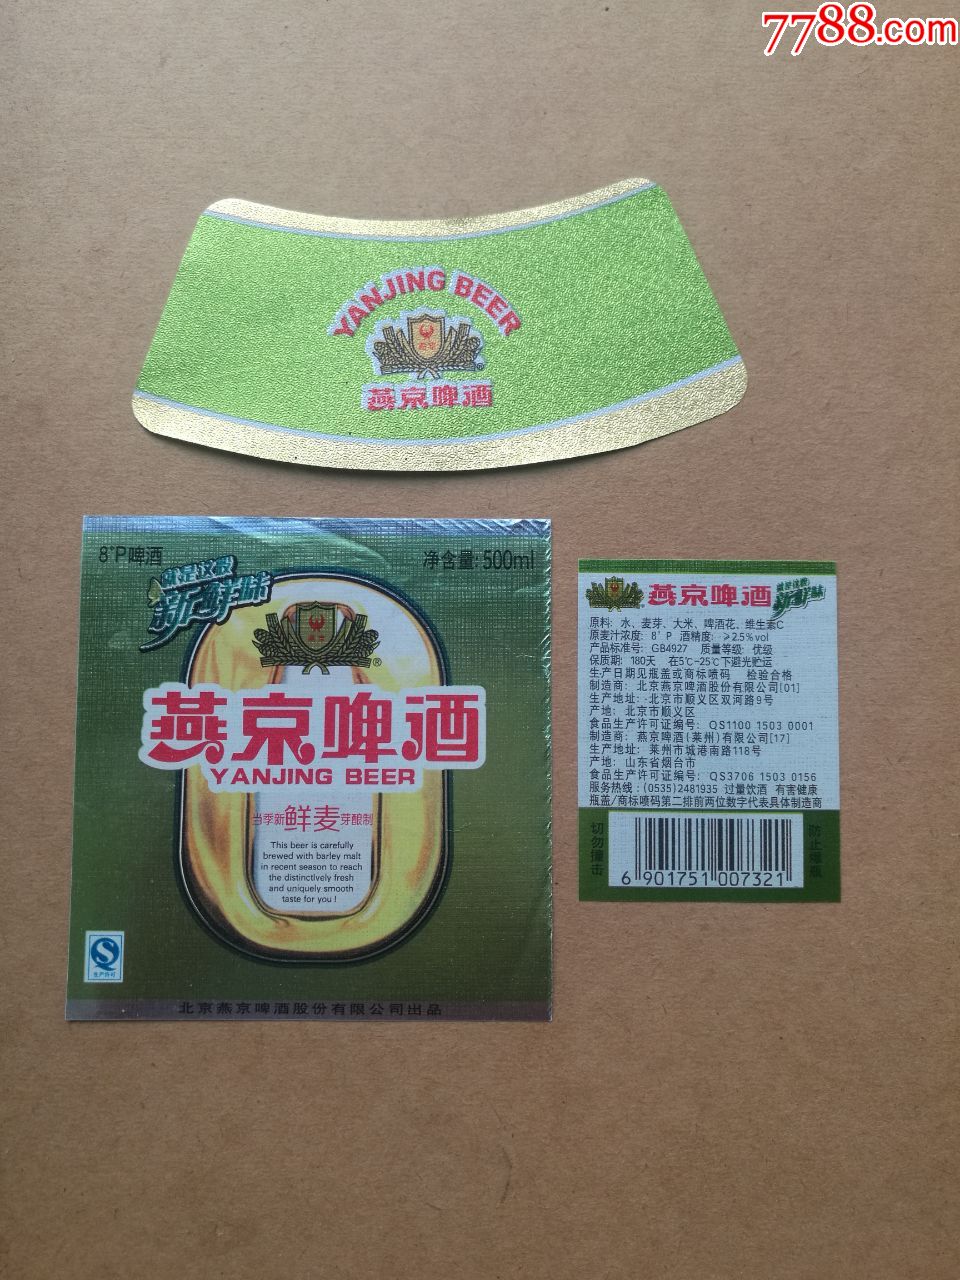 7788.com
YANJING BEER
燕京
燕京啤酒
8°P啤酒
净含量: 500ml
就是这股
新鲜味
燕京
®
燕京啤酒
YANJING BEER
当季新鲜麦芽酿制
This beer is carefully
brewed with barley malt
in recent season to reach
the distinctlvely fresh
and uniquely smooth
taste for you !
生产许可
北京燕京啤酒股份有限公司出品
燕京啤酒 就是这股
新鲜味
原料: 水、麦芽、大米、啤酒花、维生素C
原麦汁浓度: 8°P 酒精度: ≥2.5%vol
产品标准号: GB4927 质量等级: 优级
保质期: 180天 在5℃-25℃下避光贮运
生产日期见瓶盖或商标喷码 检验合格
制造商: 北京燕京啤酒股份有限公司[01]
生产地址: 北京市顺义区双河路9号
产地: 北京市顺义区
食品生产许可证编号: QS1100 1503 0001
制造商: 燕京啤酒(莱州)有限公司[17]
生产地址: 莱州市城港南路118号
产地: 山东省烟台市
食品生产许可证编号: QS3706 1503 0156
服务热线: (0535)2481935 过量饮酒 有害健康
瓶盖/商标喷码第二排前两位数字代表具体制造商
切勿撞击
防止爆瓶
6 901751 007321